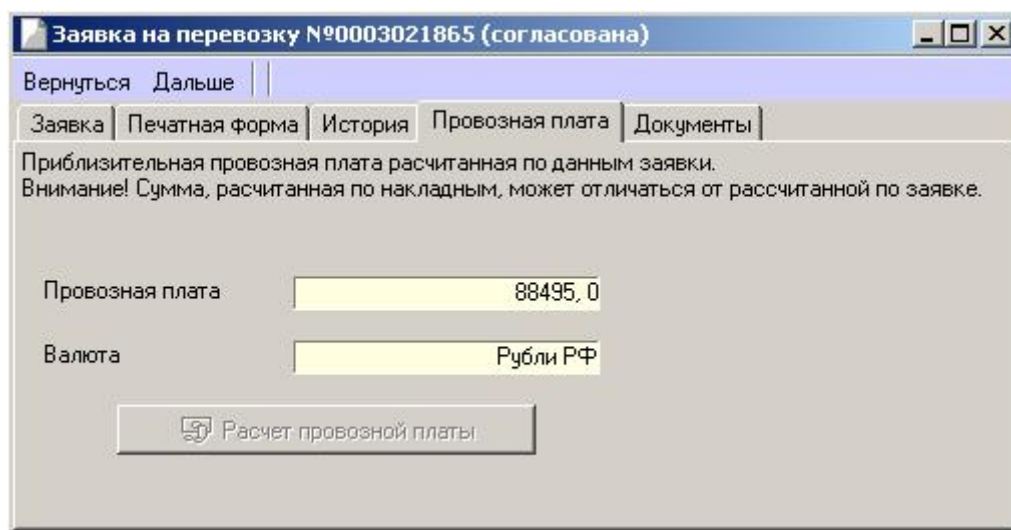 Заявка на перевозку №0003021865 (согласована)
Вернуться Дальше
Заявка Печатная форма История Провозная плата Документы
Приблизительная провозная плата расчитанная по данным заявки.
Внимание! Сумма, расчитанная по накладным, может отличаться от рассчитанной по заявке.
Провозная плата 88495, 0
Валюта Рубли РФ
Расчет провозной платы